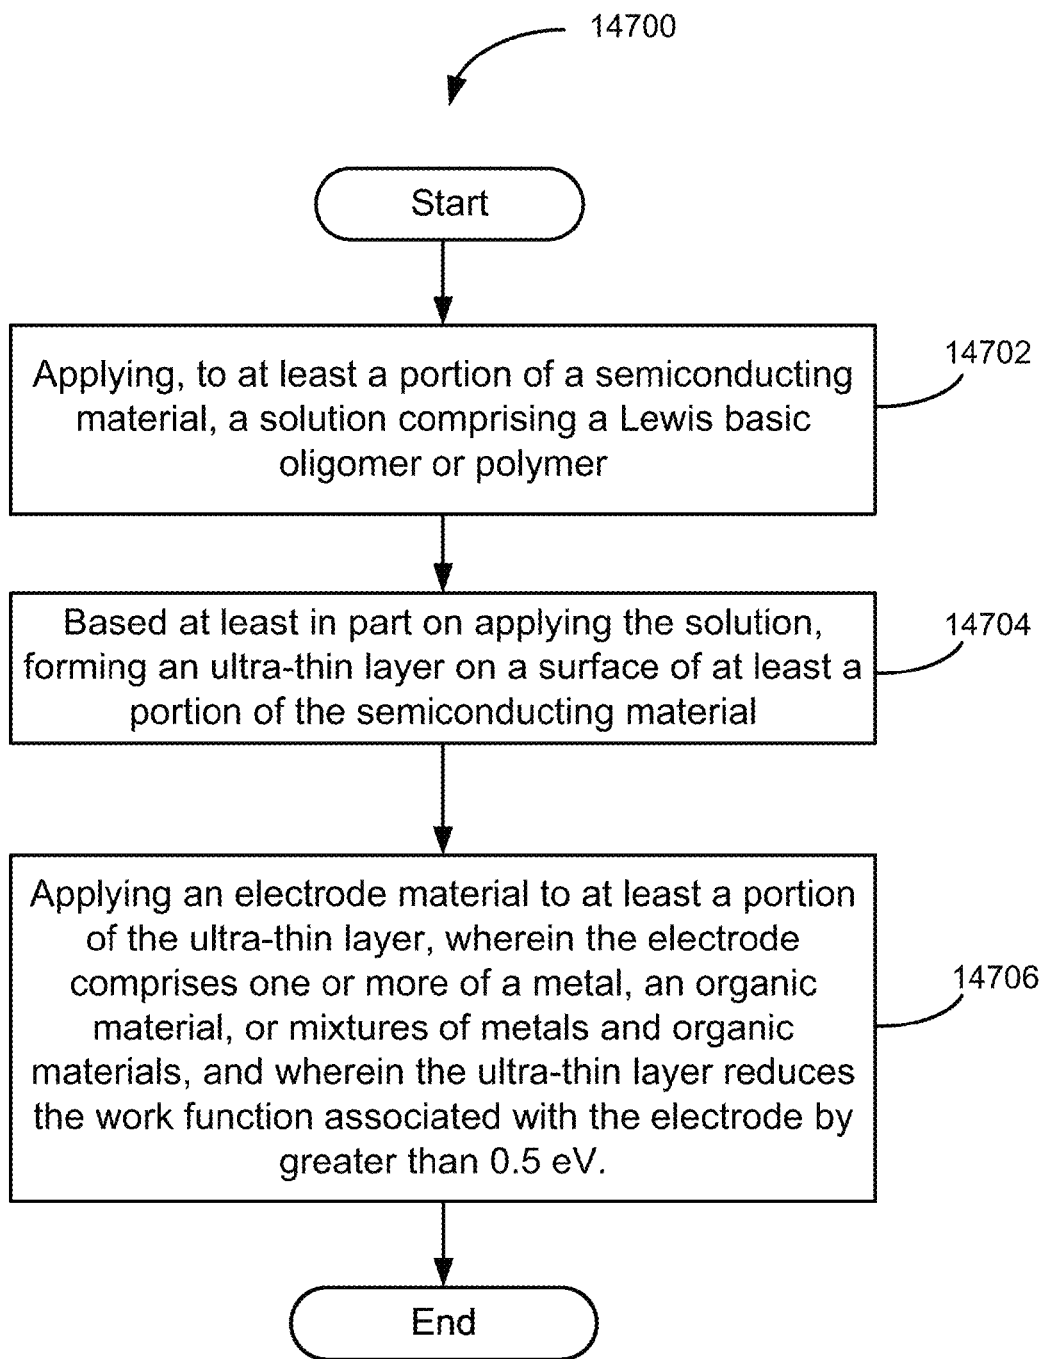 14700
Start
Applying, to at least a portion of a semiconducting
material, a solution comprising a Lewis basic
oligomer or polymer
14702
Based at least in part on applying the solution,
forming an ultra-thin layer on a surface of at least a
portion of the semiconducting material
14704
Applying an electrode material to at least a portion
of the ultra-thin layer, wherein the electrode
comprises one or more of a metal, an organic
material, or mixtures of metals and organic
materials, and wherein the ultra-thin layer reduces
the work function associated with the electrode by
greater than 0.5 eV.
14706
End